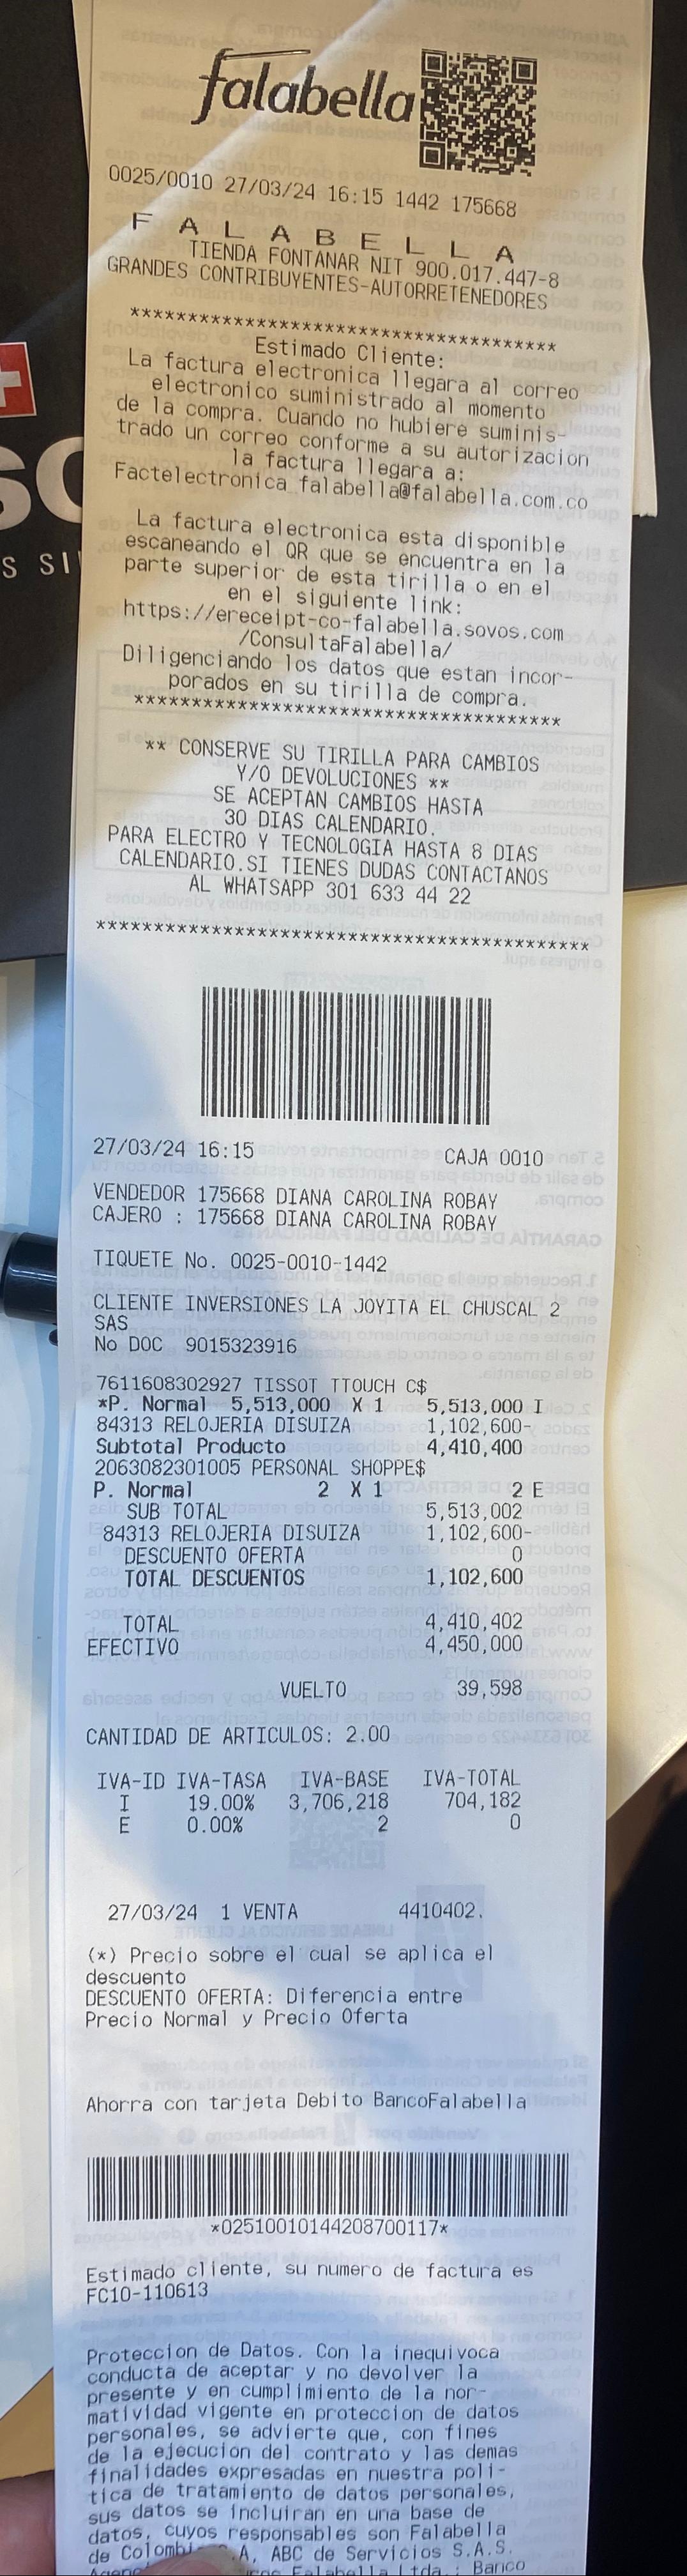 falabella
0025/0010 27/03/24 16:15 1442 175668
F A L A B E L L A
TIENDA FONTANAR NIT 900.017.447-8
GRANDES CONTRIBUYENTES-AUTORRETENEDORES
*************************************
Estimado Cliente:
La factura electronica llegara al correo
electronico suministrado al momento
de la compra. Cuando no hubiere suminis-
trado un correo conforme a su autorizacion
la factura llegara a:
Factelectronica falabella@falabella.com.co
La factura electronica esta disponible
escaneando el QR que se encuentra en la
parte superior de esta tirilla o en el
en el siguiente link:
https://ereceipt-co-falabella.sovos.com
/ConsultaFalabella/
Diligenciando los datos que estan incor-
porados en su tirilla de compra.
*************************************
** CONSERVE SU TIRILLA PARA CAMBIOS
Y/O DEVOLUCIONES **
SE ACEPTAN CAMBIOS HASTA
30 DIAS CALENDARIO.
PARA ELECTRO Y TECNOLOGIA HASTA 8 DIAS
CALENDARIO.SI TIENES DUDAS CONTACTANOS
AL WHATSAPP 301 633 44 22
*******************************************
27/03/24 16:15 CAJA 0010
VENDEDOR 175668 DIANA CAROLINA ROBAY
CAJERO : 175668 DIANA CAROLINA ROBAY
TIQUETE No. 0025-0010-1442
CLIENTE INVERSIONES LA JOYITA EL CHUSCAL 2
SAS
No DOC 9015323916
7611608302927 TISSOT TTOUCH C$
*P. Normal 5,513,000 X 1 5,513,000 I
84313 RELOJERIA DISUIZA 1,102,600-
Subtotal Producto 4,410,400
2063082301005 PERSONAL SHOPPE$
P. Normal 2 X 1 2 E
SUB TOTAL 5,513,002
84313 RELOJERIA DISUIZA 1,102,600-
DESCUENTO OFERTA 0
TOTAL DESCUENTOS 1,102,600
TOTAL 4,410,402
EFECTIVO 4,450,000
VUELTO 39,598
CANTIDAD DE ARTICULOS: 2.00
IVA-ID IVA-TASA IVA-BASE IVA-TOTAL
I 19.00% 3,706,218 704,182
E 0.00% 2 0
27/03/24 1 VENTA 4410402.
(*) Precio sobre el cual se aplica el
descuento
DESCUENTO OFERTA: Diferencia entre
Precio Normal y Precio Oferta
Ahorra con tarjeta Debito BancoFalabella
*02510010144208700117*
Estimado cliente, su numero de factura es
FC10-110613
Proteccion de Datos. Con la inequivoca
conducta de aceptar y no devolver la
presente y en cumplimiento de la nor-
matividad vigente en proteccion de datos
personales, se advierte que, con fines
de la ejecucion del contrato y las demas
finalidades expresadas en nuestra poli-
tica de tratamiento de datos personales,
sus datos se incluiran en una base de
datos, cuyos responsables son Falabella
de Colombi .A, ABC de Servicios S.A.S.
Falabella Ltda.; Banco